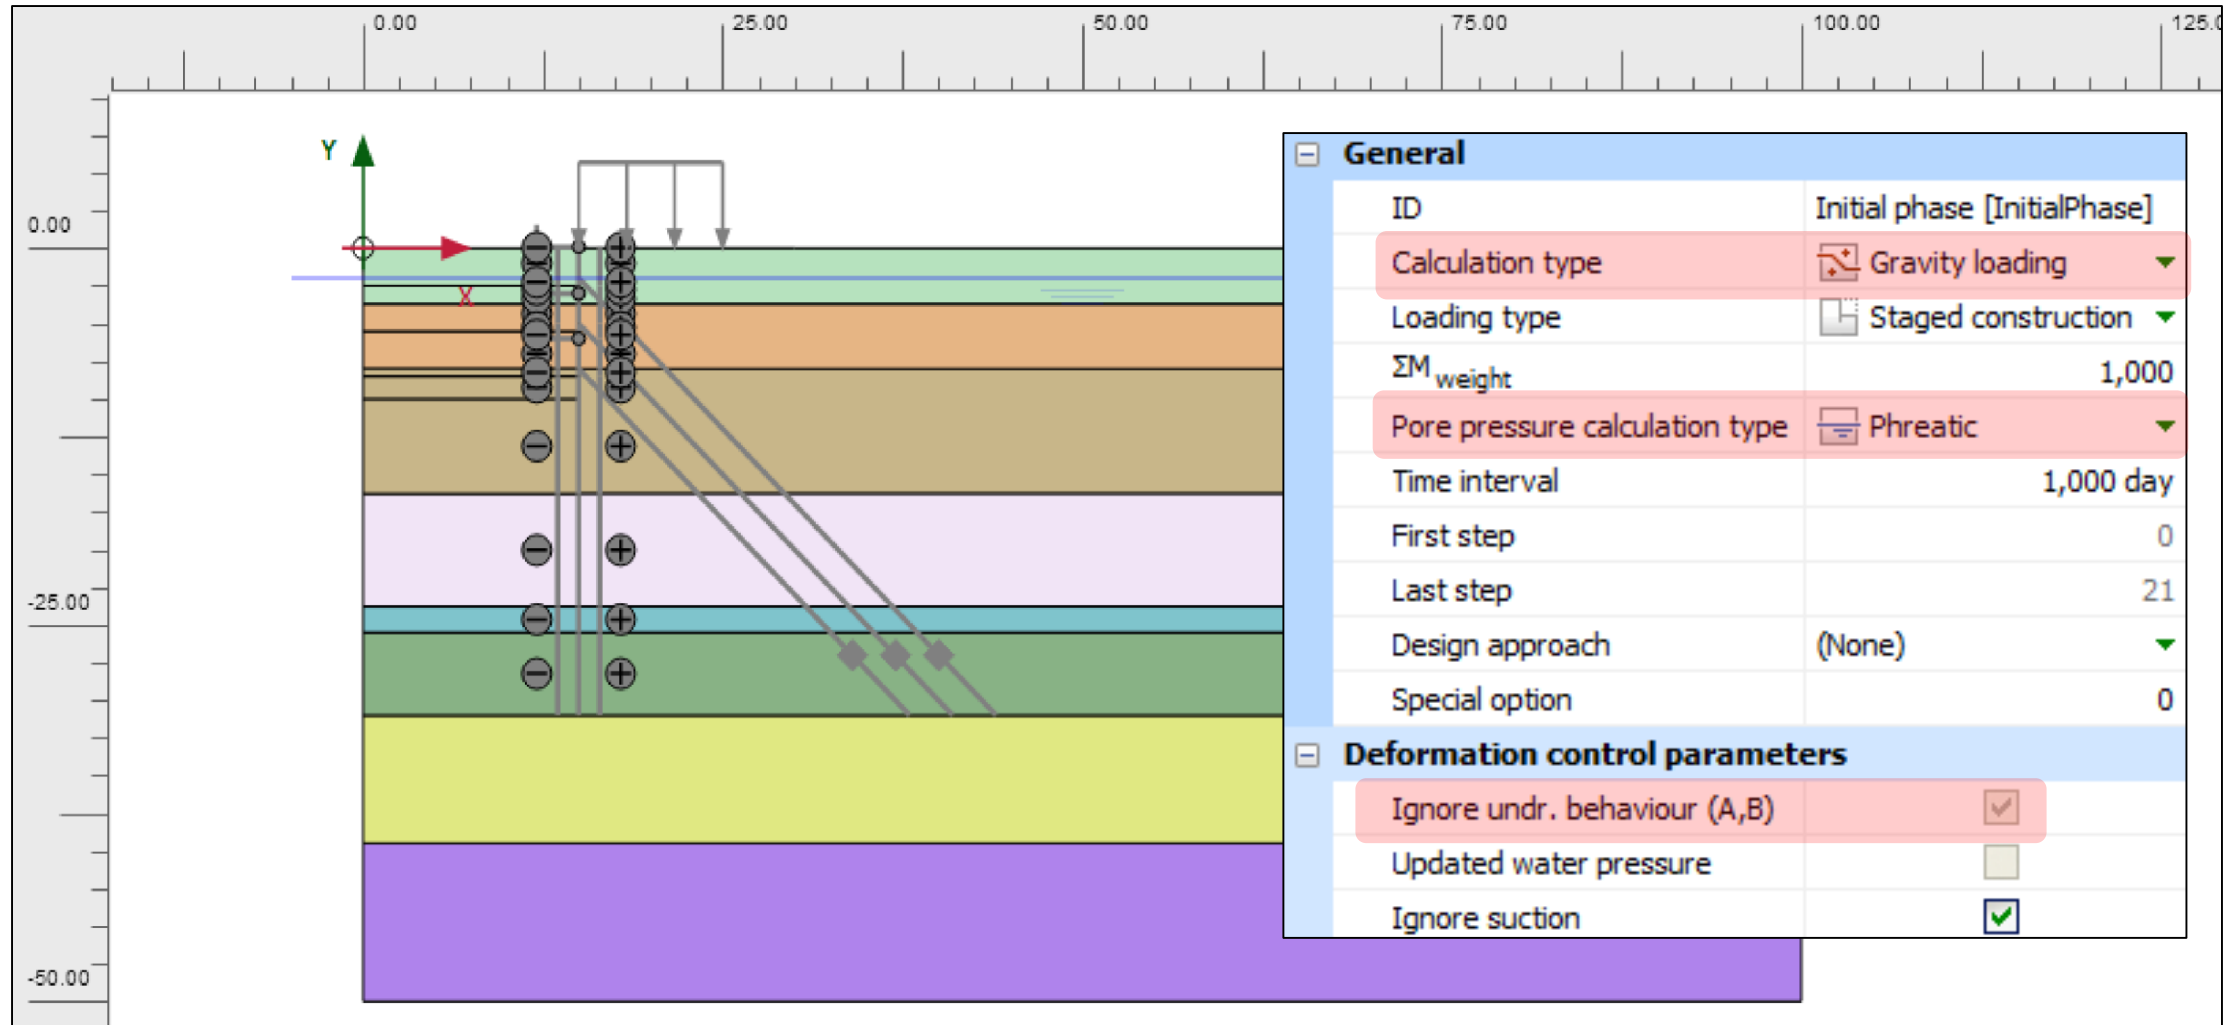 0.00 25.00 50.00 75.00 100.00 125.0
Y
0.00
X
-25.00
-50.00
General
ID Initial phase [InitialPhase]
Calculation type Gravity loading
Loading type Staged construction
ΣM weight 1,000
Pore pressure calculation type Phreatic
Time interval 1,000 day
First step 0
Last step 21
Design approach (None)
Special option 0
Deformation control parameters
Ignore undr. behaviour (A,B)
Updated water pressure
Ignore suction